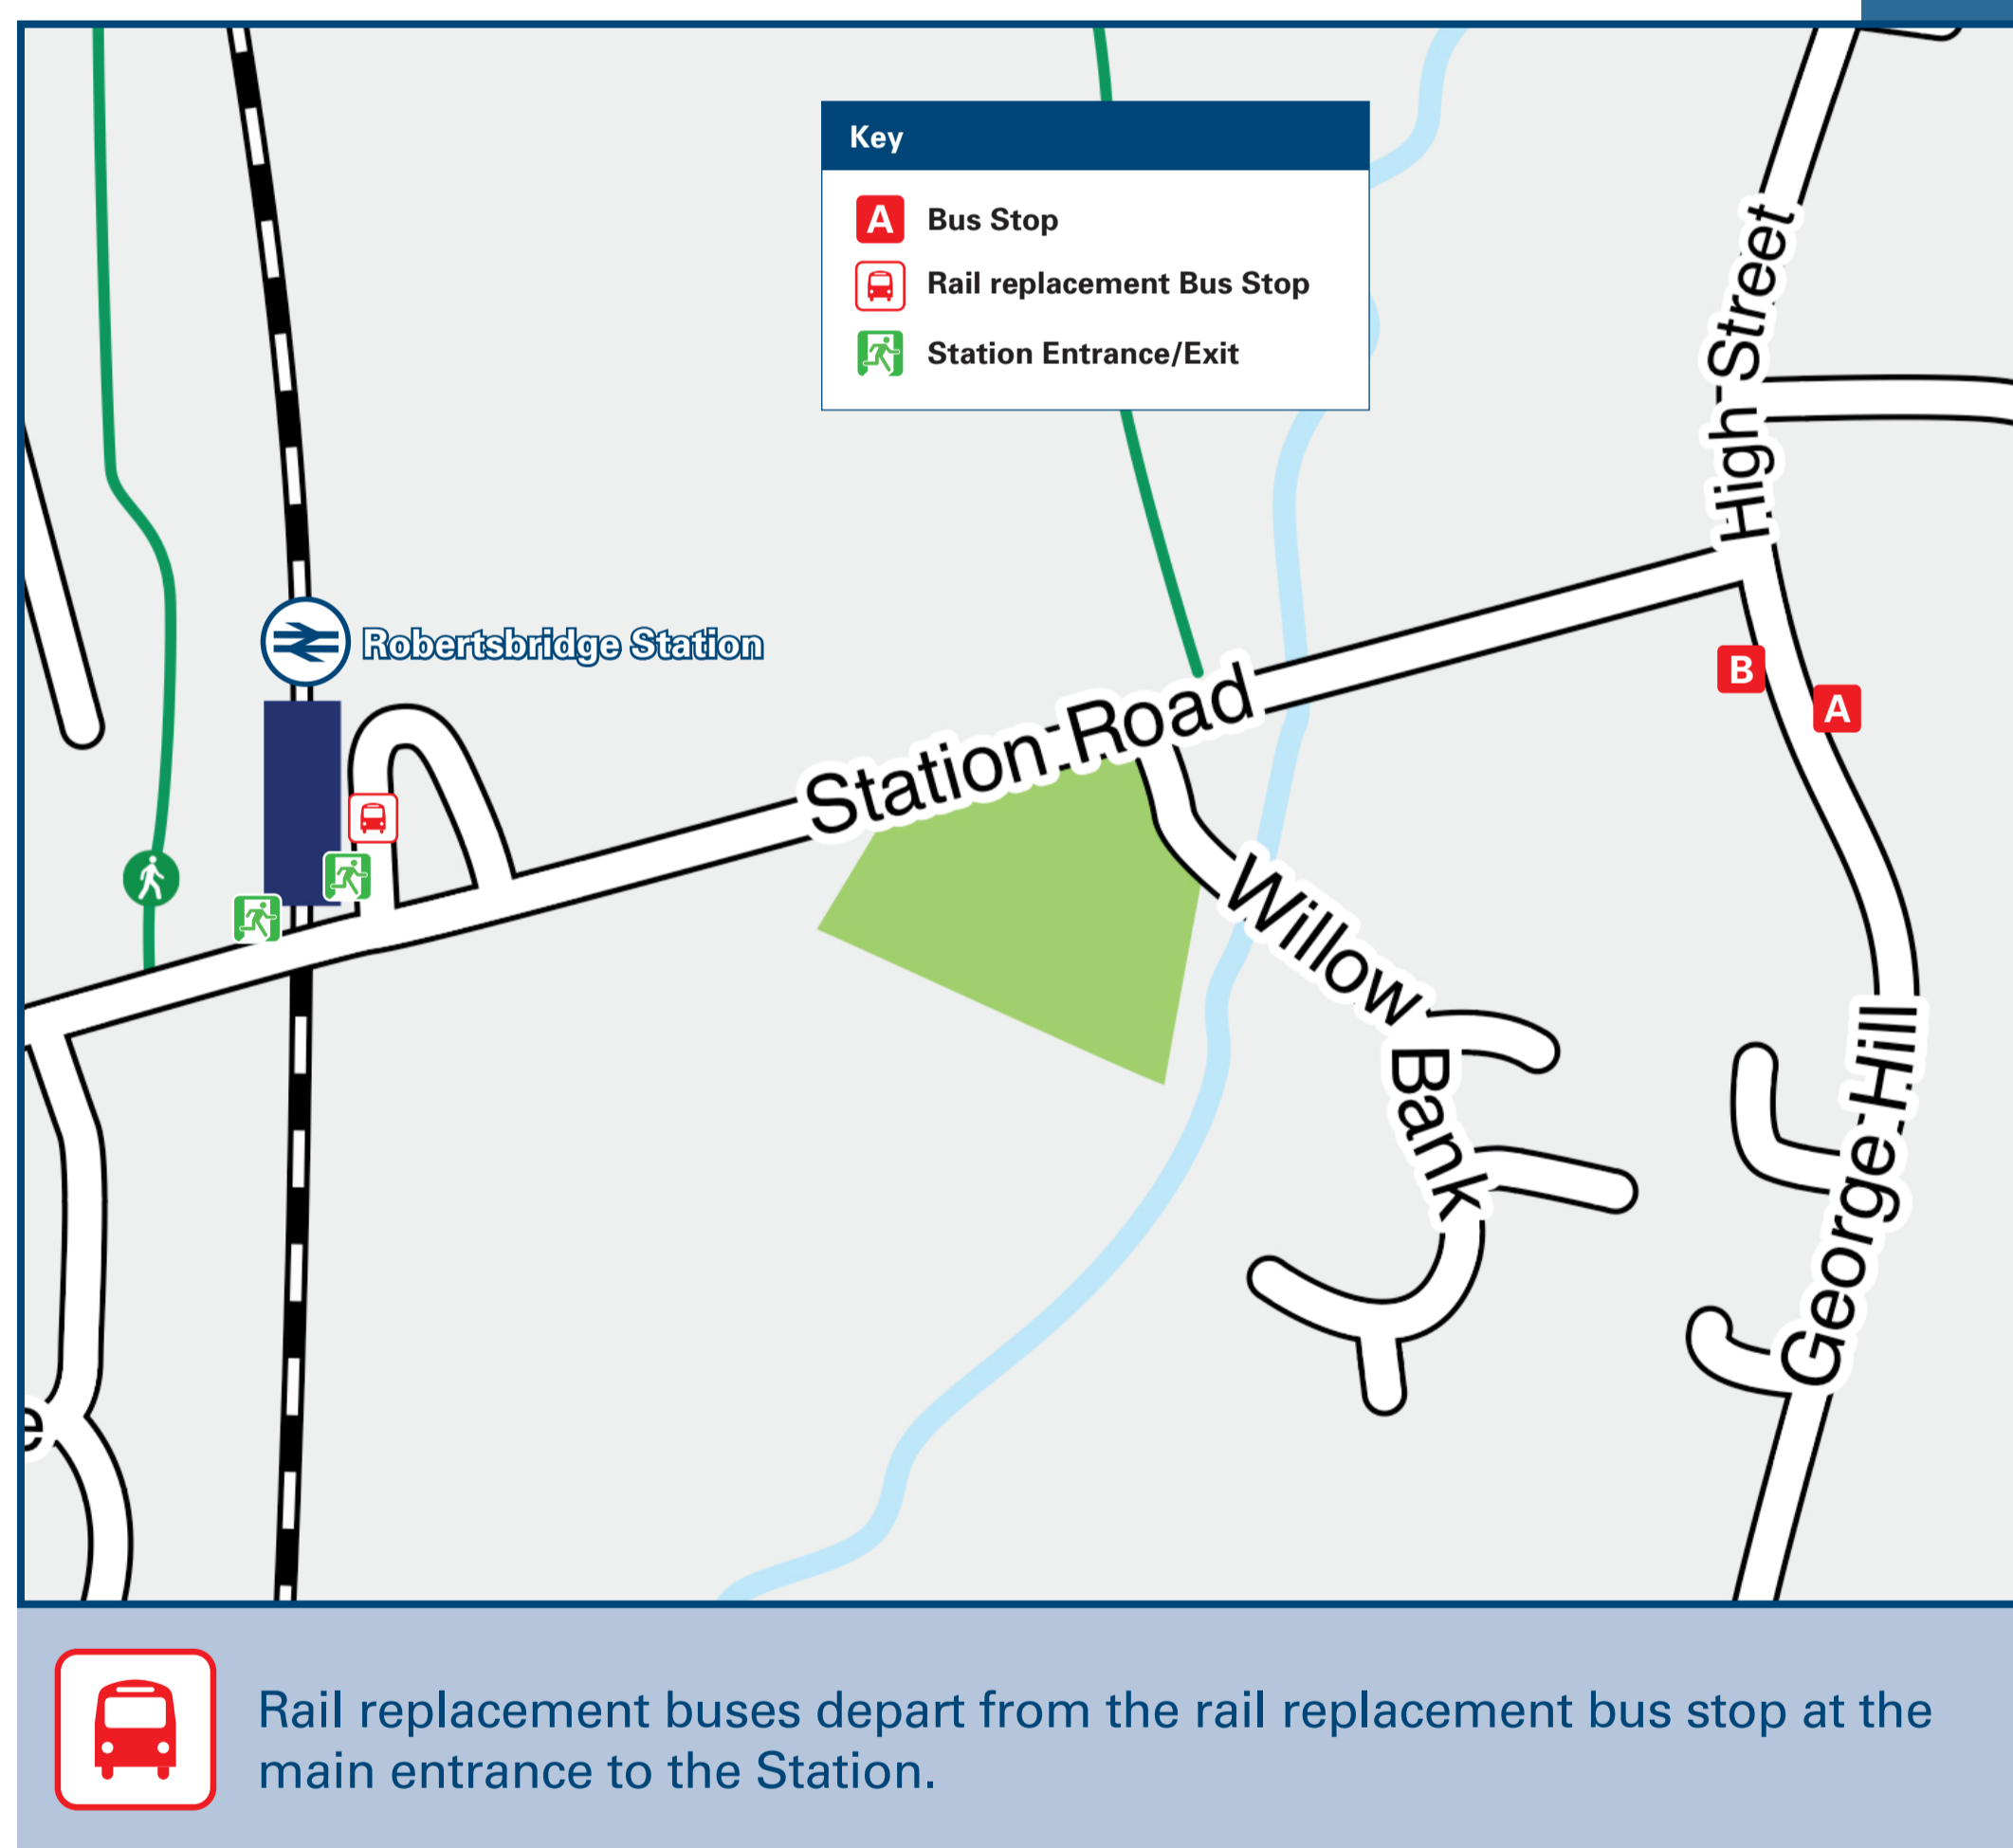 Key
A Bus Stop
Rail replacement Bus Stop
Station Entrance/Exit
High Street
Robertsbridge Station
Station Road
B
A
Willow
Bank
George Hill
e
Rail replacement buses depart from the rail replacement bus stop at the
main entrance to the Station.